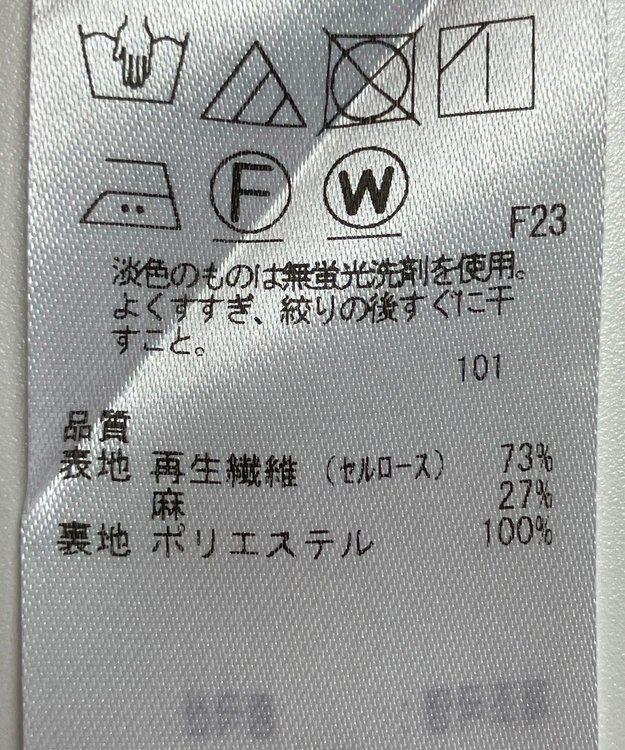 F W
F23
淡色のものは無蛍光洗剤を使用。
よくすすぎ、絞りの後すぐに干
すこと。
101
品質
表地 再生繊維（セルロース） 73%
麻 27%
裏地 ポリエステル 100%